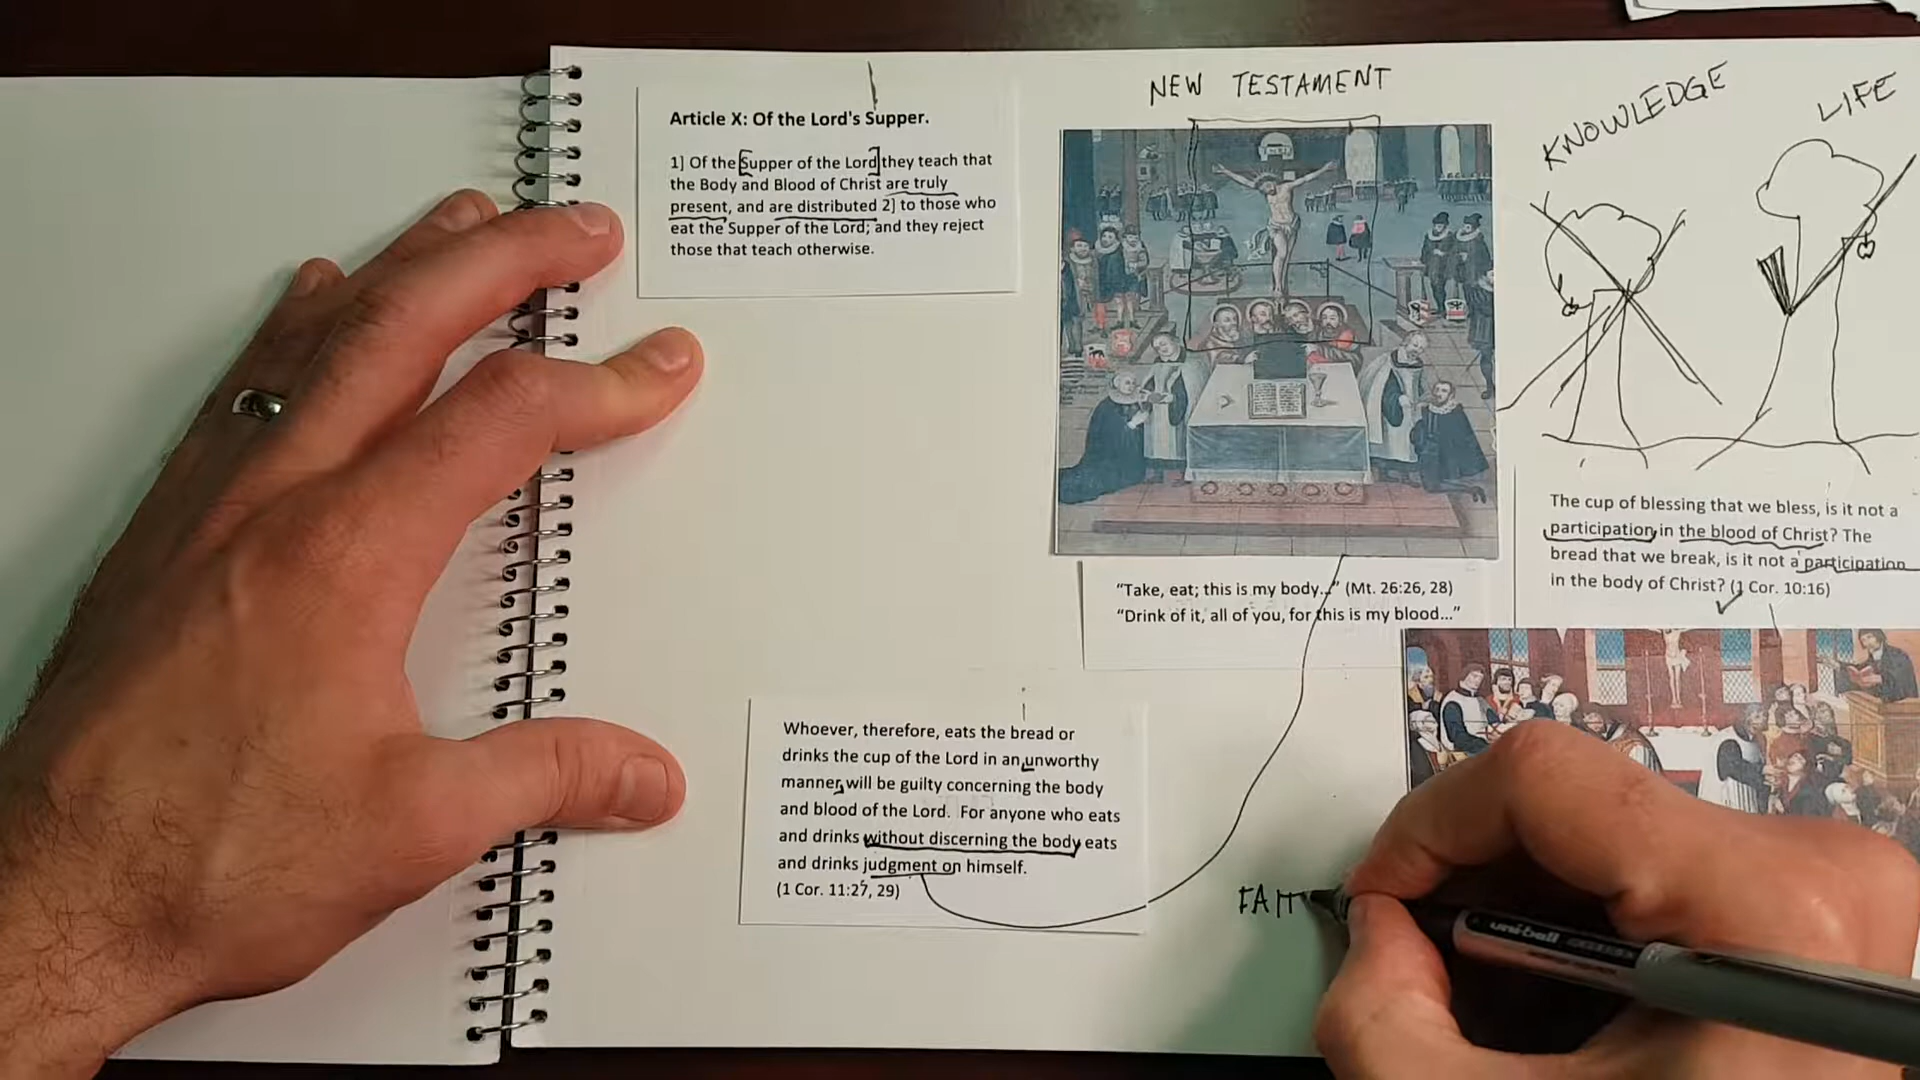 Article X: Of the Lord's Supper.
1] Of the Supper of the Lord they teach that
the Body and Blood of Christ are truly
present, and are distributed 2] to those who
eat the Supper of the Lord; and they reject
those that teach otherwise.
NEW TESTAMENT
KNOWLEDGE
LIFE
The cup of blessing that we bless, is it not a
participation in the blood of Christ? The
bread that we break, is it not a participation
in the body of Christ? (1 Cor. 10:16)
"Take, eat; this is my body..." (Mt. 26:26, 28)
"Drink of it, all of you, for this is my blood..."
Whoever, therefore, eats the bread or
drinks the cup of the Lord in an unworthy
manner will be guilty concerning the body
and blood of the Lord. For anyone who eats
and drinks without discerning the body eats
and drinks judgment on himself.
(1 Cor. 11:27, 29)
FAIT
uniball